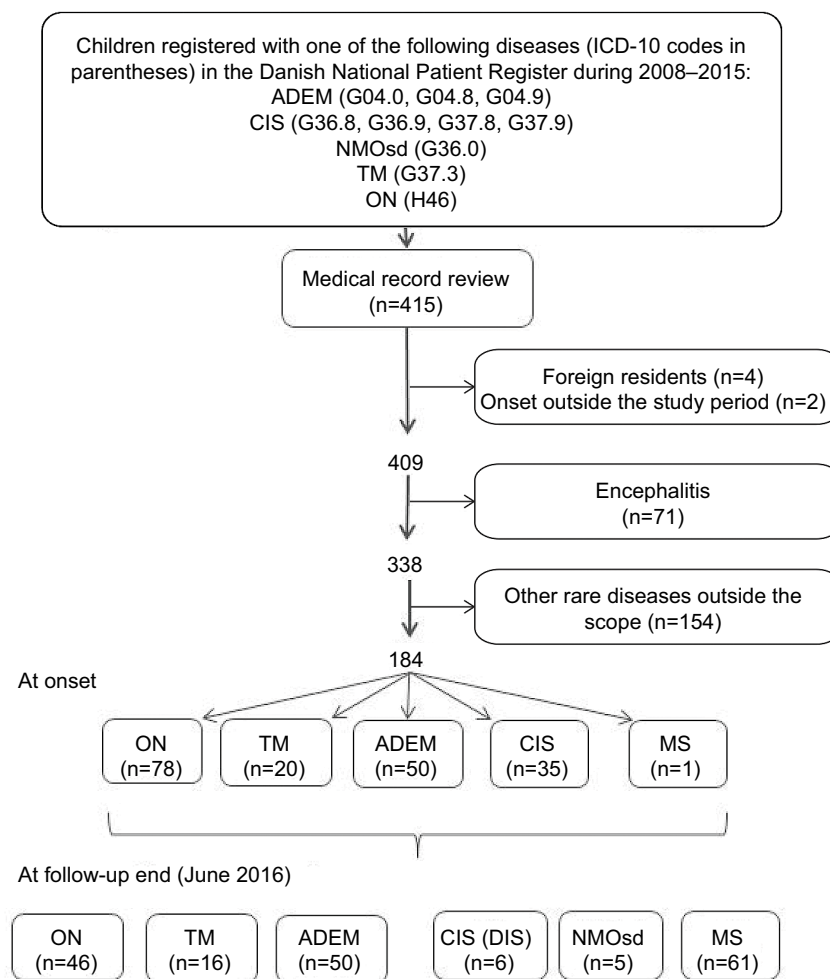 Children registered with one of the following diseases (ICD-10 codes in
parentheses) in the Danish National Patient Register during 2008–2015:
ADEM (G04.0, G04.8, G04.9)
CIS (G36.8, G36.9, G37.8, G37.9)
NMOsd (G36.0)
TM (G37.3)
ON (H46)
Medical record review
(n=415)
Foreign residents (n=4)
Onset outside the study period (n=2)
409
Encephalitis
(n=71)
338
Other rare diseases outside the
scope (n=154)
184
At onset
ON
(n=78)
TM
(n=20)
ADEM
(n=50)
CIS
(n=35)
MS
(n=1)
At follow-up end (June 2016)
ON
(n=46)
TM
(n=16)
ADEM
(n=50)
CIS (DIS)
(n=6)
NMOsd
(n=5)
MS
(n=61)